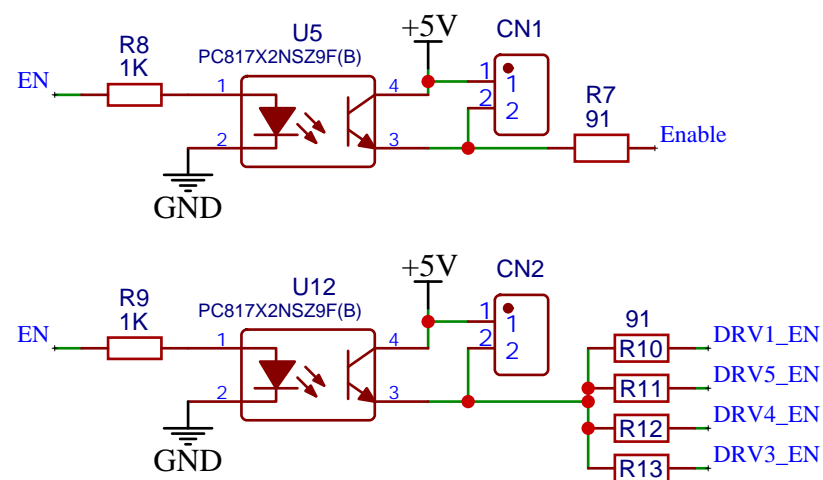 +5V
CN1
U5
R8
PC817X2NSZ9F(B)
1K
EN
1
4
1
1
2
2
R7
91
2
3
Enable
GND
+5V
CN2
U12
R9
PC817X2NSZ9F(B)
1K
EN
1
4
1
1
2
2
91
R10
DRV1_EN
R11
DRV5_EN
2
3
R12
DRV4_EN
GND
R13
DRV3_EN